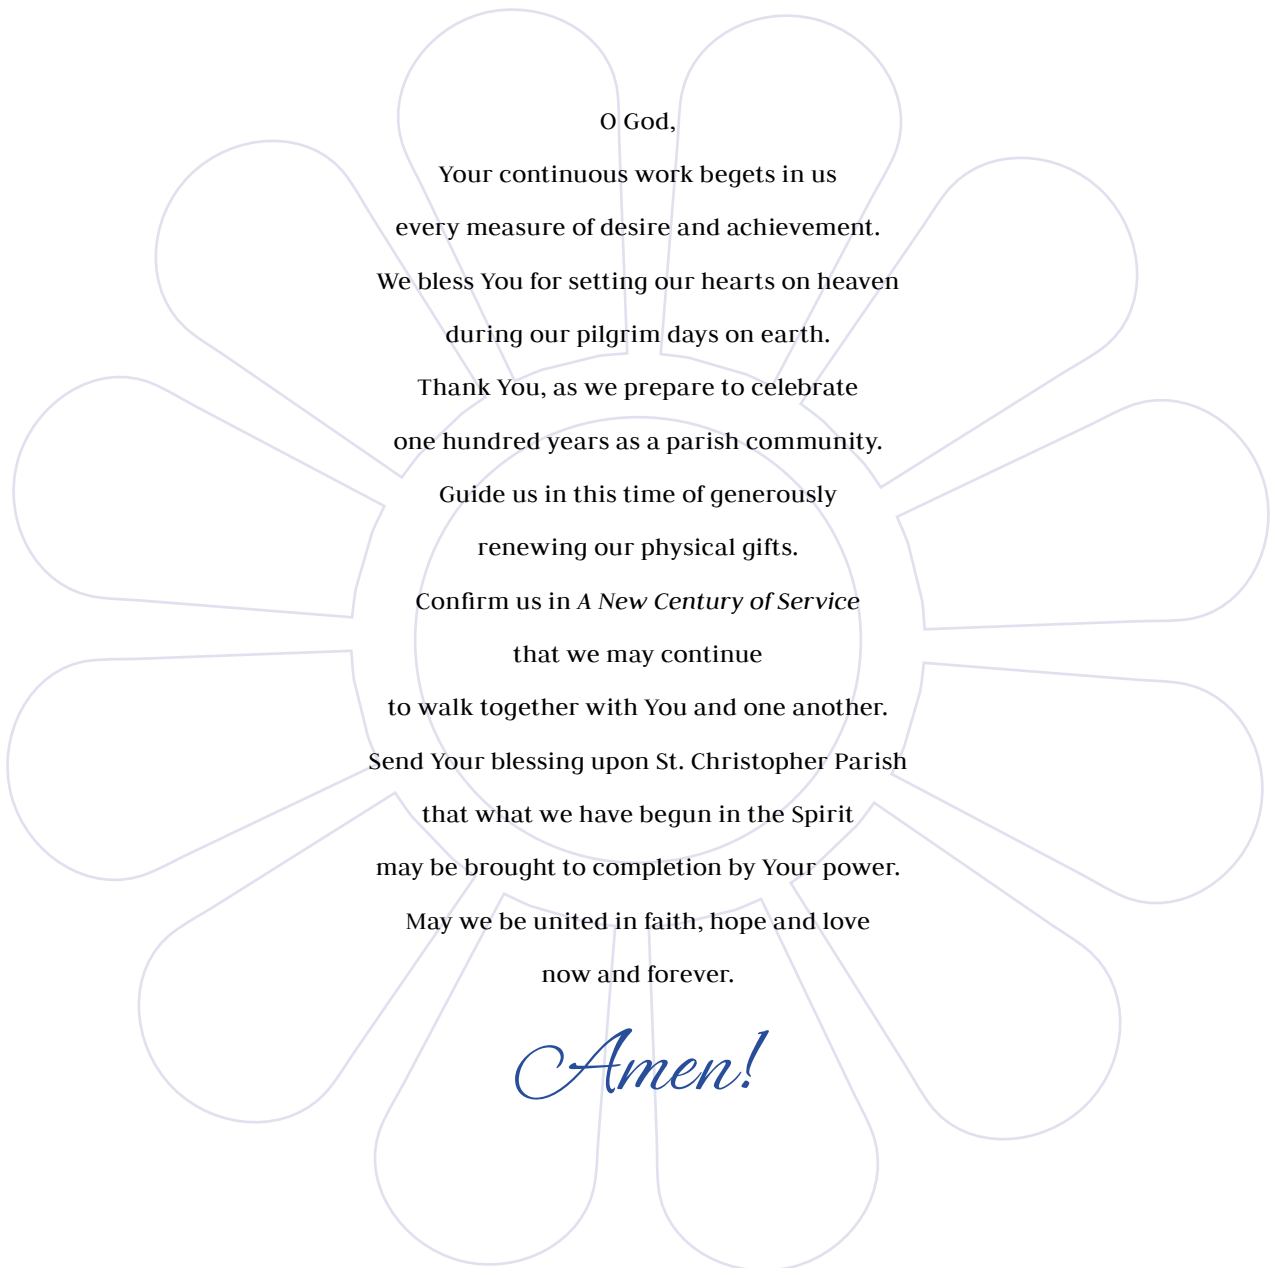 O God,
Your continuous work begets in us
every measure of desire and achievement.
We bless You for setting our hearts on heaven
during our pilgrim days on earth.
Thank You, as we prepare to celebrate
one hundred years as a parish community.
Guide us in this time of generously
renewing our physical gifts.
Confirm us in A New Century of Service
that we may continue
to walk together with You and one another.
Send Your blessing upon St. Christopher Parish
that what we have begun in the Spirit
may be brought to completion by Your power.
May we be united in faith, hope and love
now and forever.
Amen!